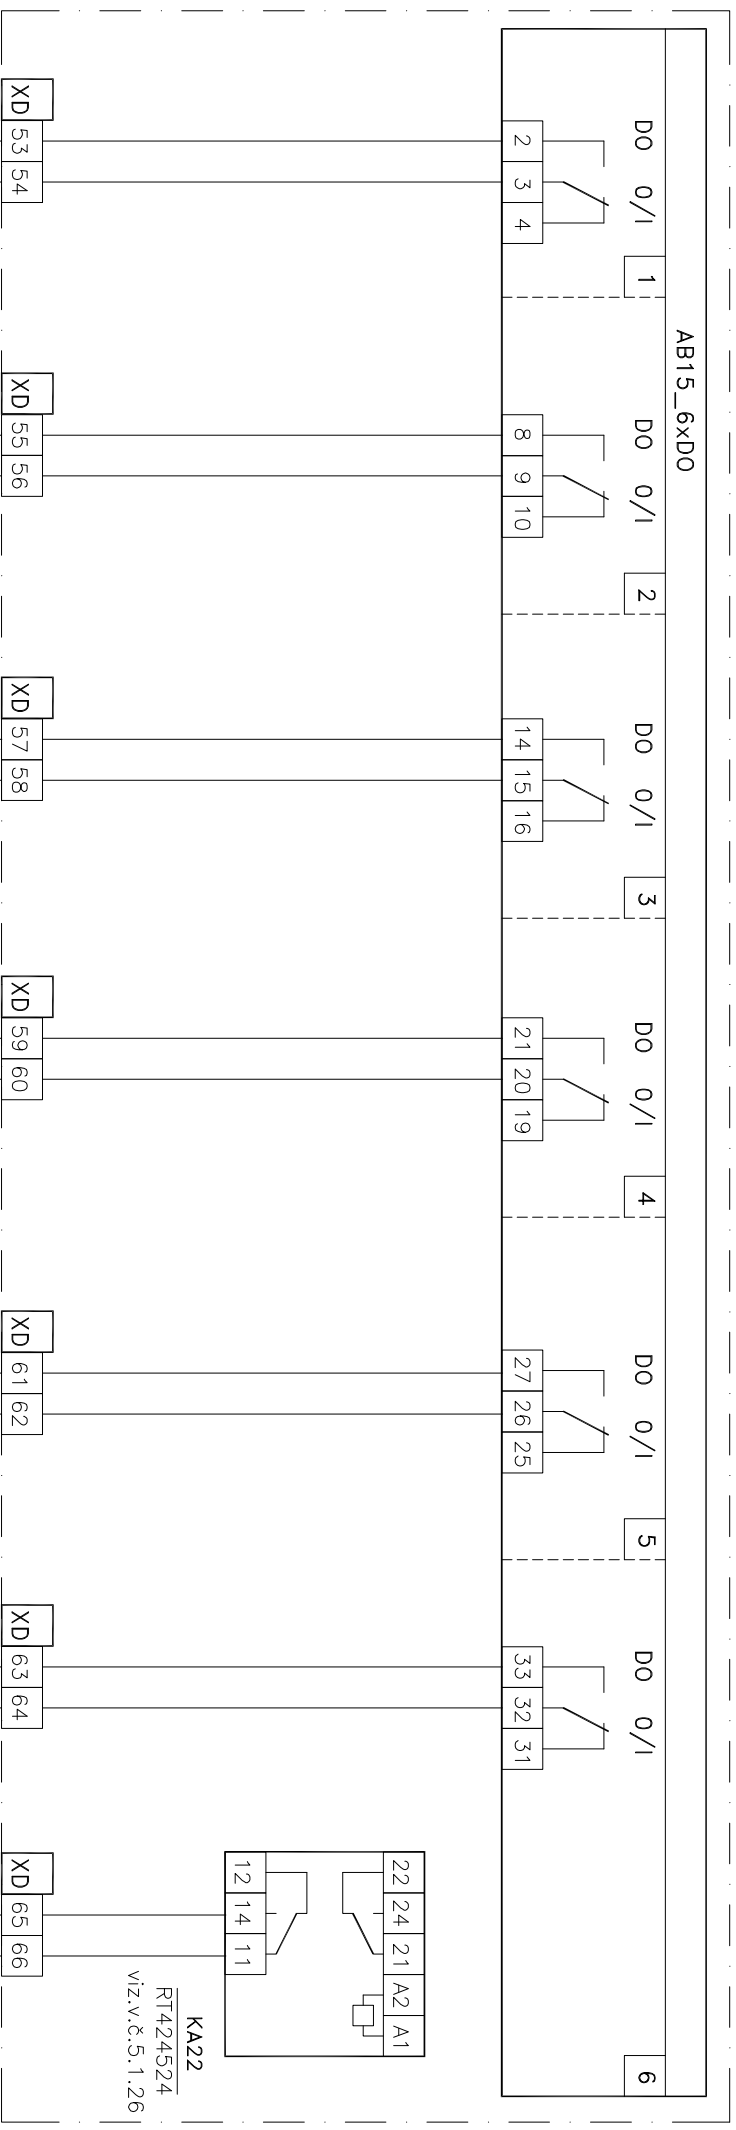 AB15_6xDO
DO 0/I
1
2 3 4
XD 53 54
DO 0/I
2
8 9 10
XD 55 56
DO 0/I
3
14 15 16
XD 57 58
DO 0/I
4
21 20 19
XD 59 60
DO 0/I
5
27 26 25
XD 61 62
DO 0/I
6
33 32 31
XD 63 64
22 24 21 A2 A1
12 14 11
KA22
RT424524
viz.v.č.5.1.26
XD 65 66